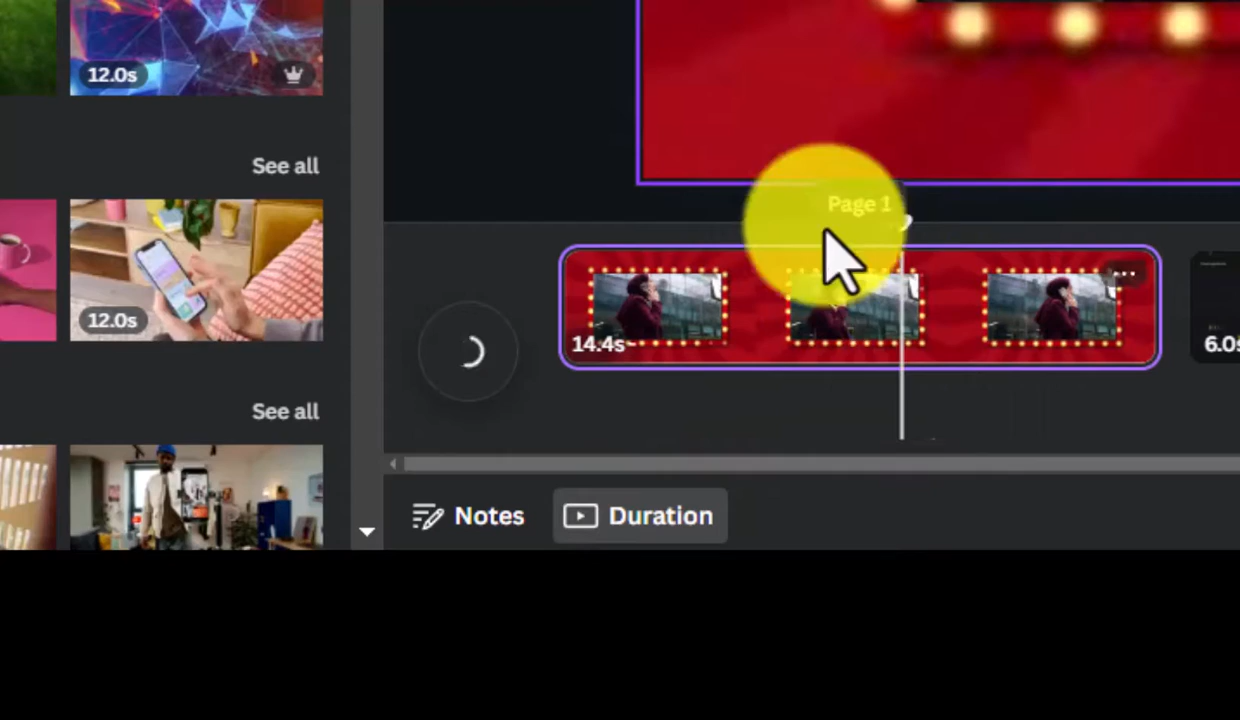 12.0s
See all
Page 1
12.0s
14.4s
6.0s
See all
Notes
Duration